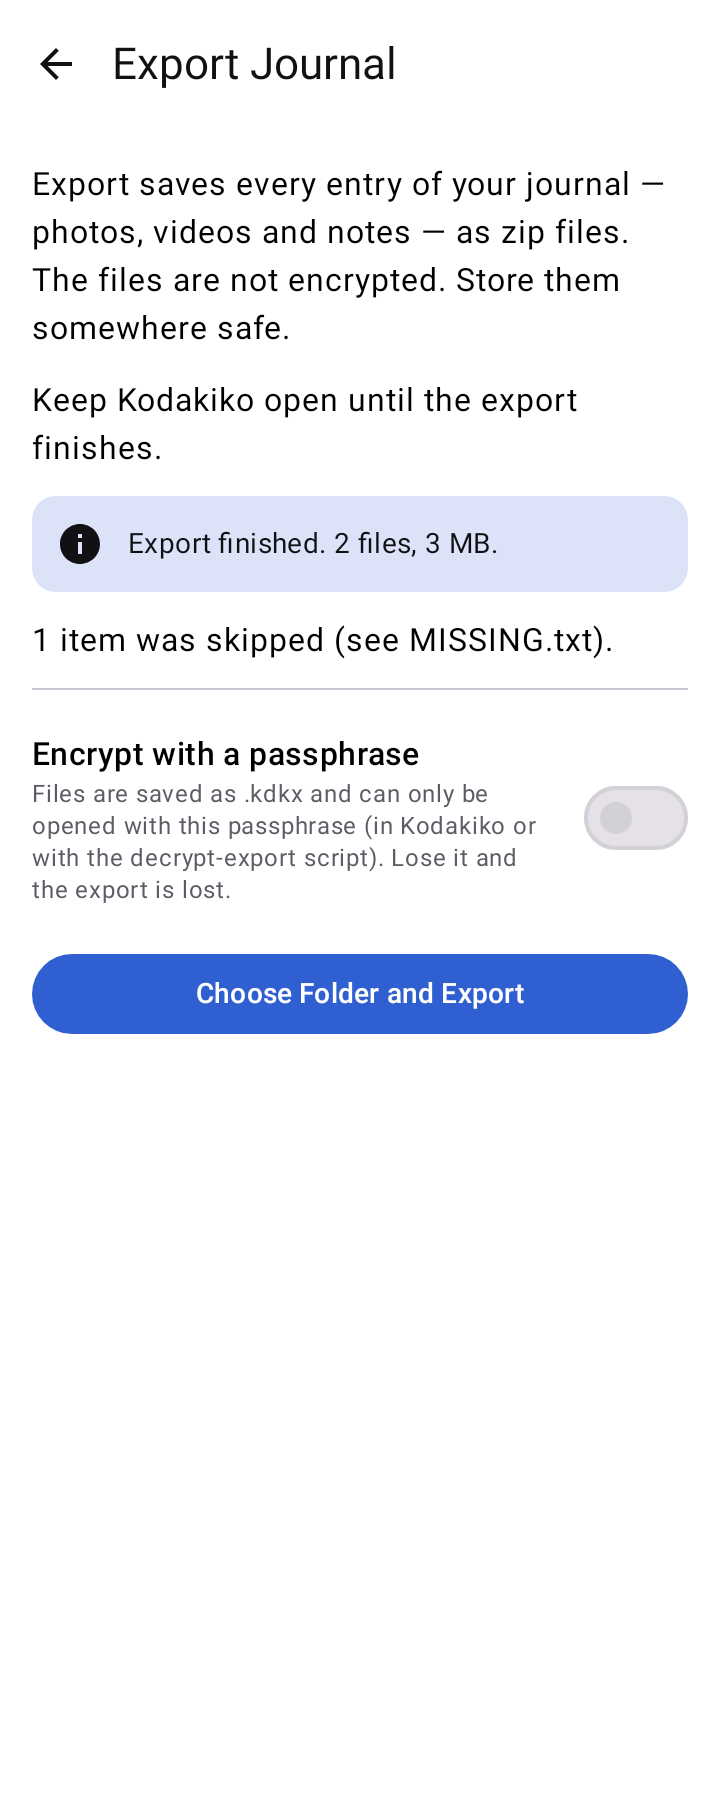 Export Journal
Export saves every entry of your journal —
photos, videos and notes — as zip files.
The files are not encrypted. Store them
somewhere safe.
Keep Kodakiko open until the export
finishes.
Export finished. 2 files, 3 MB.
1 item was skipped (see MISSING.txt).
Encrypt with a passphrase
Files are saved as .kdkx and can only be
opened with this passphrase (in Kodakiko or
with the decrypt-export script). Lose it and
the export is lost.
Choose Folder and Export